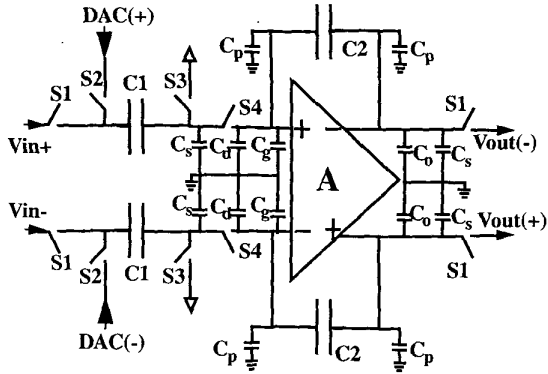 DAC(+)
Cp C2 Cp
S1 S2 C1 S3 S4 S1
Vin+ Cs Cd Cg + − Co Cs Vout(-)
A
Vin- Cs Cd Cg − + Co Cs Vout(+)
S1 S2 C1 S3 S4 S1
DAC(-) Cp C2 Cp